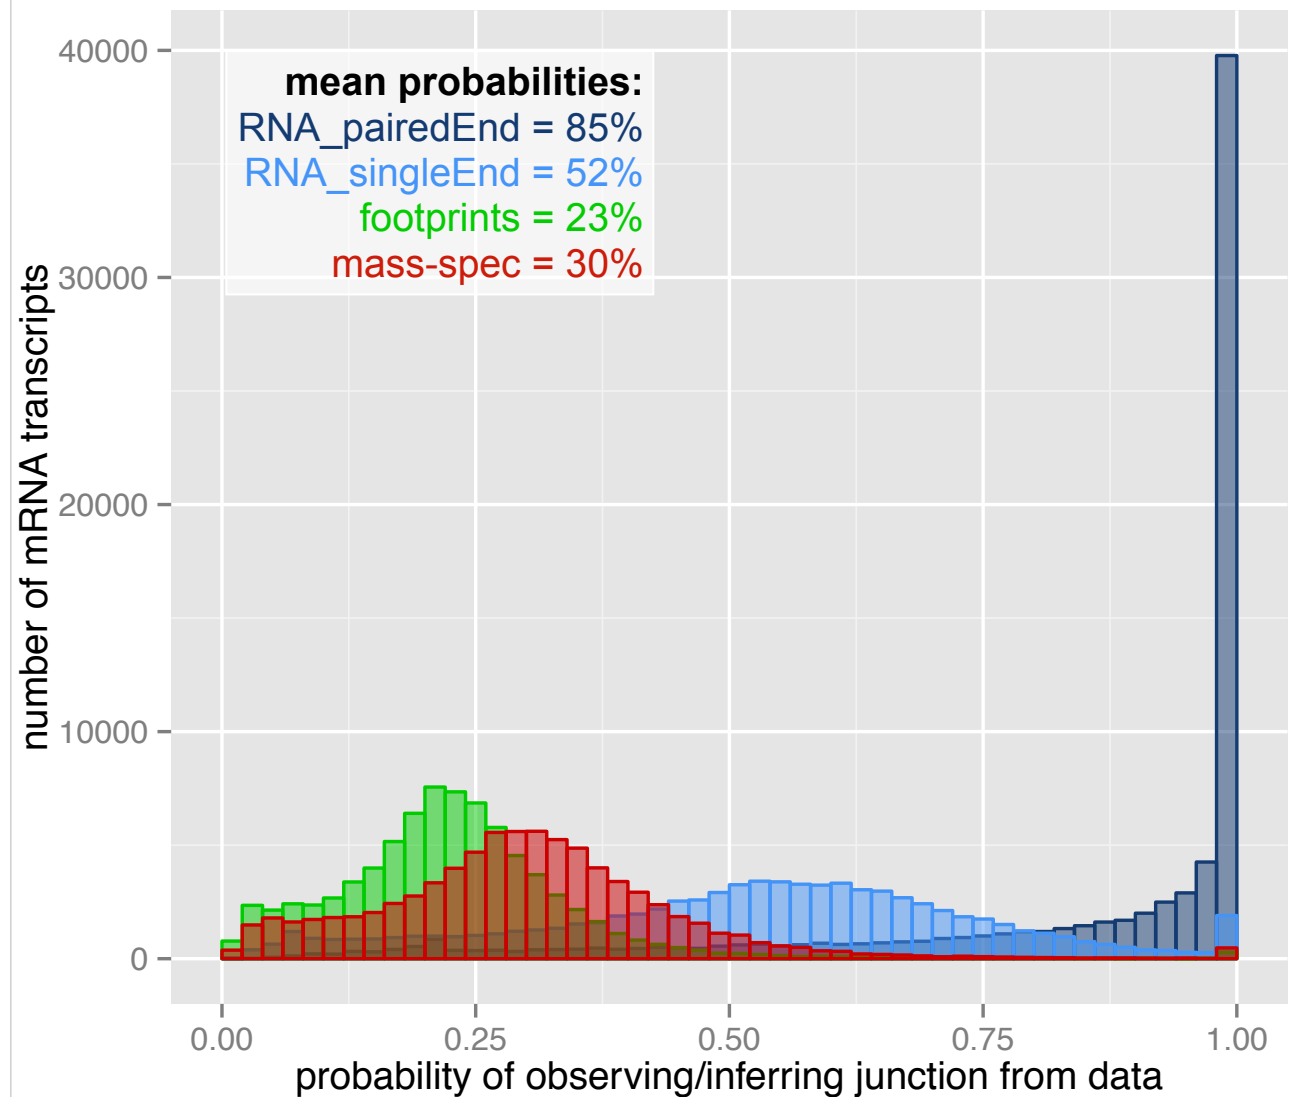 40000
30000
20000
10000
0
number of mRNA transcripts
mean probabilities:
RNA_pairedEnd = 85%
RNA_singleEnd = 52%
footprints = 23%
mass-spec = 30%
0.00 0.25 0.50 0.75 1.00
probability of observing/inferring junction from data